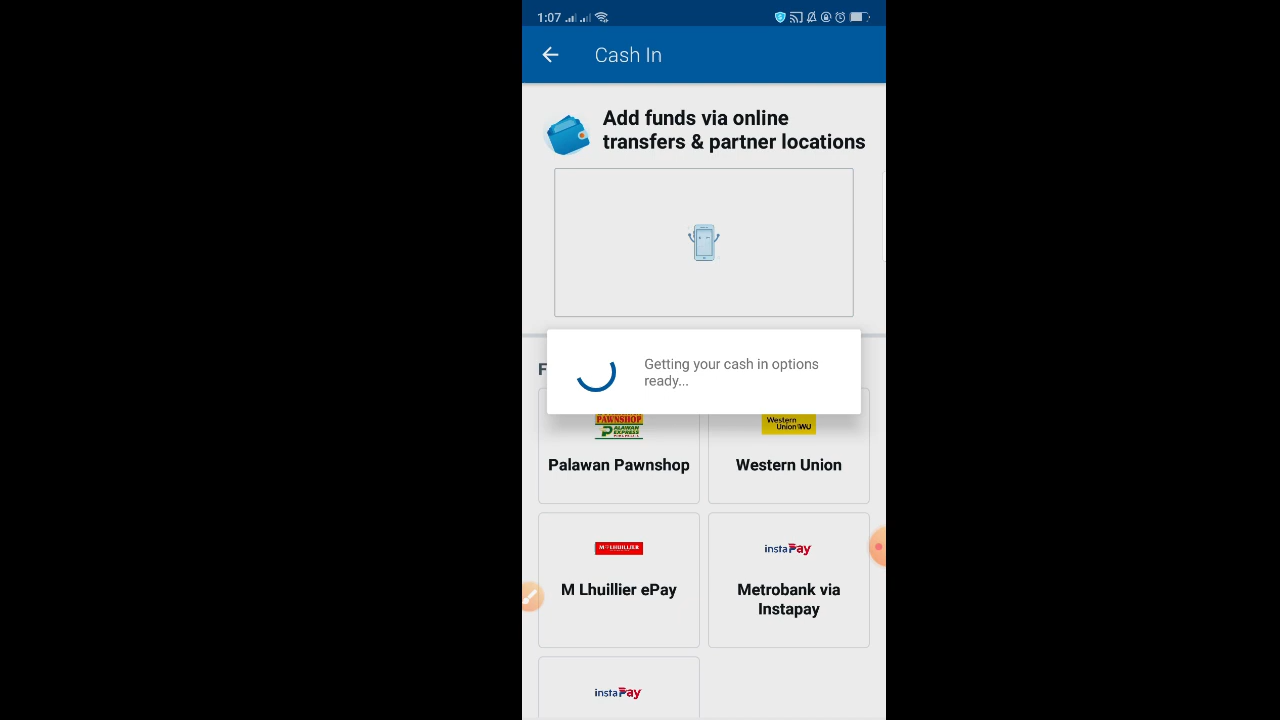 1:07
Cash In
Add funds via online
transfers & partner locations
Getting your cash in options
ready...
F
PAWNSHOP
PALAWAN
EXPRESS
Western
Union WU
Palawan Pawnshop
Western Union
M LHUILLIER
instaPay
M Lhuillier ePay
Metrobank via
Instapay
instaPay